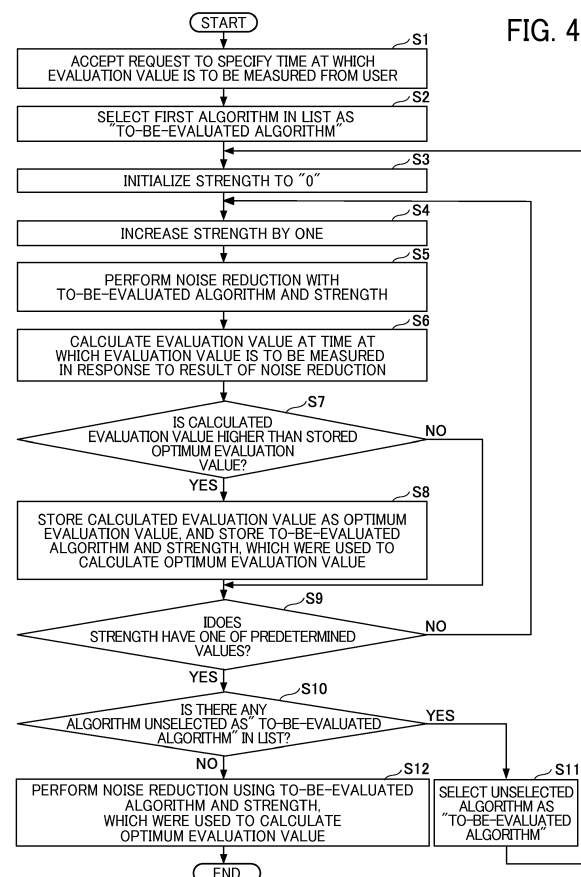 START
FIG. 4
S1
ACCEPT REQUEST TO SPECIFY TIME AT WHICH
EVALUATION VALUE IS TO BE MEASURED FROM USER
S2
SELECT FIRST ALGORITHM IN LIST AS
"TO-BE-EVALUATED ALGORITHM"
S3
INITIALIZE STRENGTH TO "0"
S4
INCREASE STRENGTH BY ONE
S5
PERFORM NOISE REDUCTION WITH
TO-BE-EVALUATED ALGORITHM AND STRENGTH
S6
CALCULATE EVALUATION VALUE AT TIME AT
WHICH EVALUATION VALUE IS TO BE MEASURED
IN RESPONSE TO RESULT OF NOISE REDUCTION
S7
IS CALCULATED
EVALUATION VALUE HIGHER THAN STORED
OPTIMUM EVALUATION
VALUE?
NO
YES
S8
STORE CALCULATED EVALUATION VALUE AS OPTIMUM
EVALUATION VALUE, AND STORE TO-BE-EVALUATED
ALGORITHM AND STRENGTH, WHICH WERE USED TO
CALCULATE OPTIMUM EVALUATION VALUE
S9
IDOES
STRENGTH HAVE ONE OF PREDETERMINED
VALUES?
NO
YES
S10
IS THERE ANY
ALGORITHM UNSELECTED AS" TO-BE-EVALUATED
ALGORITHM" IN LIST?
YES
NO
S12
PERFORM NOISE REDUCTION USING TO-BE-EVALUATED
ALGORITHM AND STRENGTH,
WHICH WERE USED TO CALCULATE
OPTIMUM EVALUATION VALUE
S11
SELECT UNSELECTED
ALGORITHM AS
"TO-BE-EVALUATED
ALGORITHM"
END